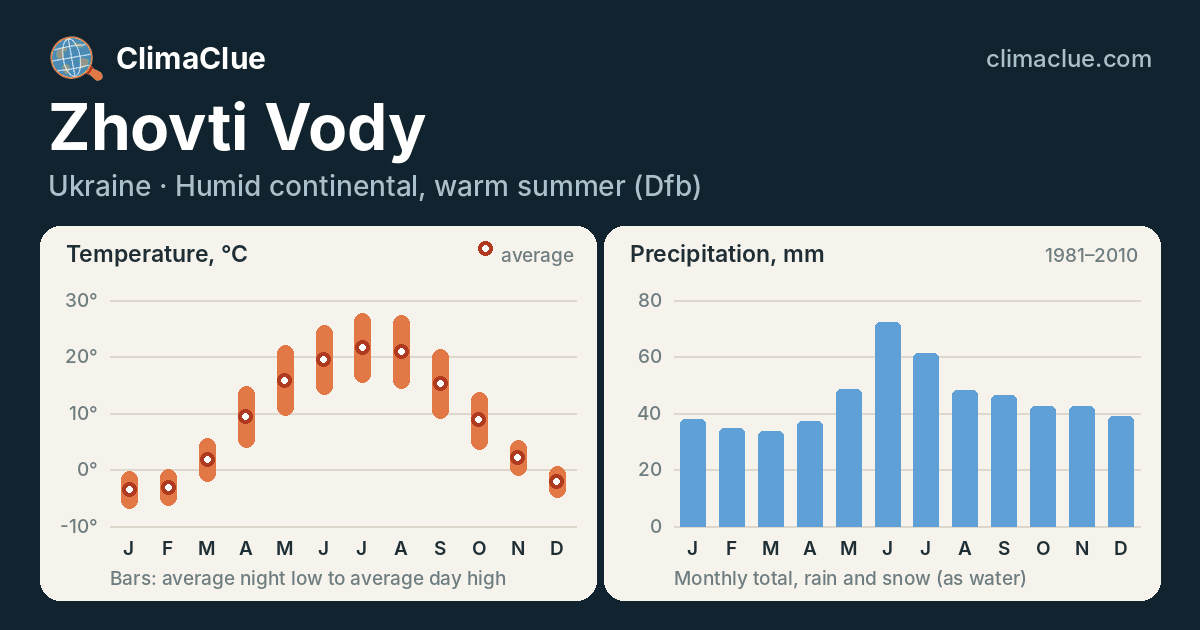 ClimaClue
climaclue.com
Zhovti Vody
Ukraine · Humid continental, warm summer (Dfb)
Temperature, °C
average
30°
20°
10°
0°
-10°
J F M A M J J A S O N D
Bars: average night low to average day high
Precipitation, mm
1981–2010
80
60
40
20
0
J F M A M J J A S O N D
Monthly total, rain and snow (as water)